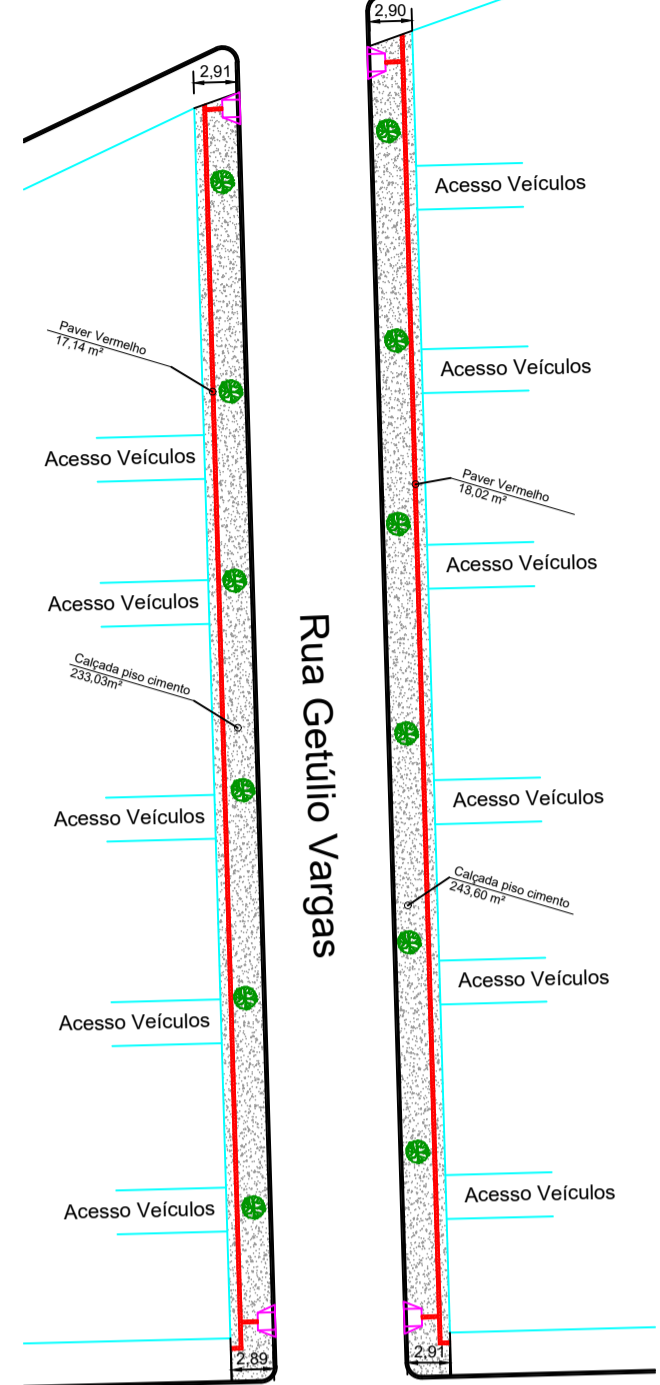 2,90
2,91
Acesso Veículos
Paver Vermelho
17,14 m²
Acesso Veículos
Acesso Veículos
Paver Vermelho
18,02 m²
Acesso Veículos
Acesso Veículos
Calçada piso cimento
233,03m²
Rua Getúlio Vargas
Acesso Veículos
Acesso Veículos
Calçada piso cimento
243,60 m²
Acesso Veículos
Acesso Veículos
Acesso Veículos
Acesso Veículos
2,89
2,91